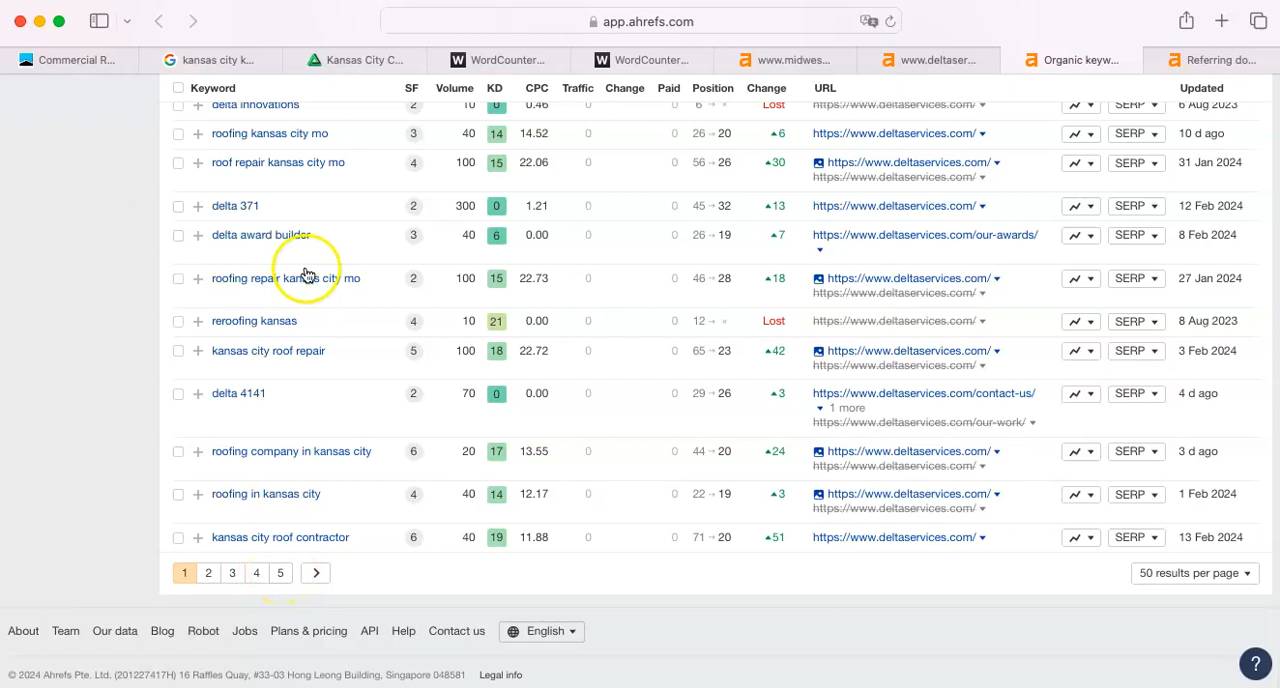 app.ahrefs.com
Commercial R... kansas city k... Kansas City C... WordCounter... WordCounter... www.midwes... www.deltaser... Organic keyw... Referring do...
Keyword SF Volume KD CPC Traffic Change Paid Position Change URL Updated
delta innovations 2 10 0 0.46 0 0 6 → × Lost https://www.deltaservices.com/ SERP 6 Aug 2023
roofing kansas city mo 3 40 14 14.52 0 0 26 → 20 6 https://www.deltaservices.com/ SERP 10 d ago
roof repair kansas city mo 4 100 15 22.06 0 0 56 → 26 30 https://www.deltaservices.com/ SERP 31 Jan 2024
https://www.deltaservices.com/
delta 371 2 300 0 1.21 0 0 45 → 32 13 https://www.deltaservices.com/ SERP 12 Feb 2024
delta award builder 3 40 6 0.00 0 0 26 → 19 7 https://www.deltaservices.com/our-awards/ SERP 8 Feb 2024
roofing repair kansas city mo 2 100 15 22.73 0 0 46 → 28 18 https://www.deltaservices.com/ SERP 27 Jan 2024
https://www.deltaservices.com/
reroofing kansas 4 10 21 0.00 0 0 12 → × Lost https://www.deltaservices.com/ SERP 8 Aug 2023
kansas city roof repair 5 100 18 22.72 0 0 65 → 23 42 https://www.deltaservices.com/ SERP 3 Feb 2024
https://www.deltaservices.com/
delta 4141 2 70 0 0.00 0 0 29 → 26 3 https://www.deltaservices.com/contact-us/ SERP 4 d ago
1 more
https://www.deltaservices.com/our-work/
roofing company in kansas city 6 20 17 13.55 0 0 44 → 20 24 https://www.deltaservices.com/ SERP 3 d ago
https://www.deltaservices.com/
roofing in kansas city 4 40 14 12.17 0 0 22 → 19 3 https://www.deltaservices.com/ SERP 1 Feb 2024
https://www.deltaservices.com/
kansas city roof contractor 6 40 19 11.88 0 0 71 → 20 51 https://www.deltaservices.com/ SERP 13 Feb 2024
1 2 3 4 5 50 results per page
About Team Our data Blog Robot Jobs Plans & pricing API Help Contact us English
© 2024 Ahrefs Pte. Ltd. (201227417H) 16 Raffles Quay, #33-03 Hong Leong Building, Singapore 048581 Legal info
?